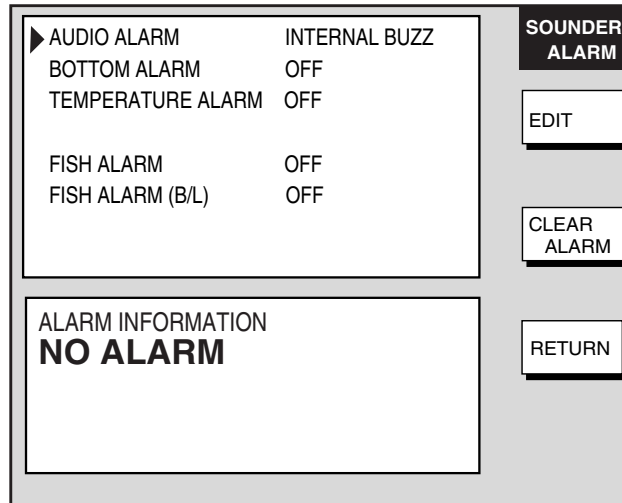 AUDIO ALARM INTERNAL BUZZ
BOTTOM ALARM OFF
TEMPERATURE ALARM OFF
FISH ALARM OFF
FISH ALARM (B/L) OFF
ALARM INFORMATION
NO ALARM
SOUNDER
ALARM
EDIT
CLEAR
ALARM
RETURN